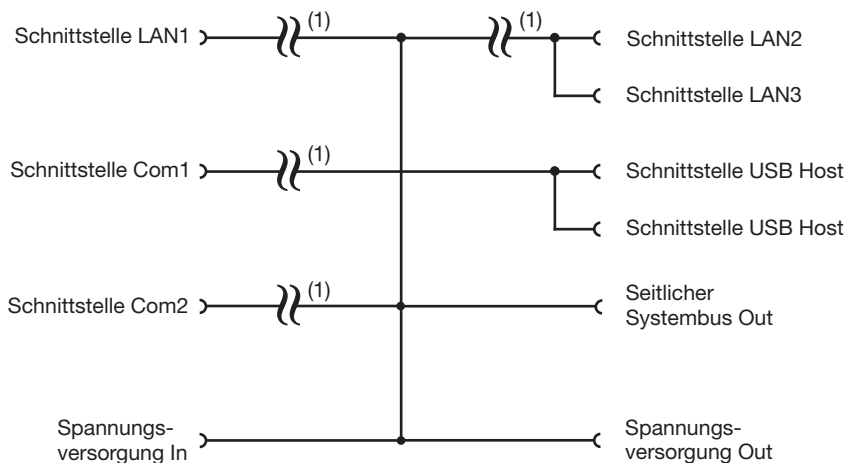 Schnittstelle LAN1
(1)
(1)
Schnittstelle LAN2
Schnittstelle LAN3
Schnittstelle Com1
(1)
Schnittstelle USB Host
Schnittstelle USB Host
Schnittstelle Com2
(1)
Seitlicher
Systembus Out
Spannungs-
versorgung In
Spannungs-
versorgung Out